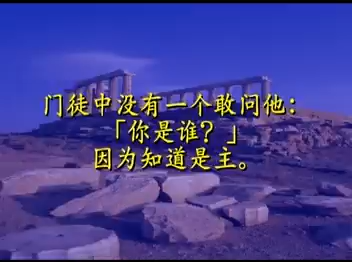 门徒中没有一个敢问他：
「你是谁？」
因为知道是主。